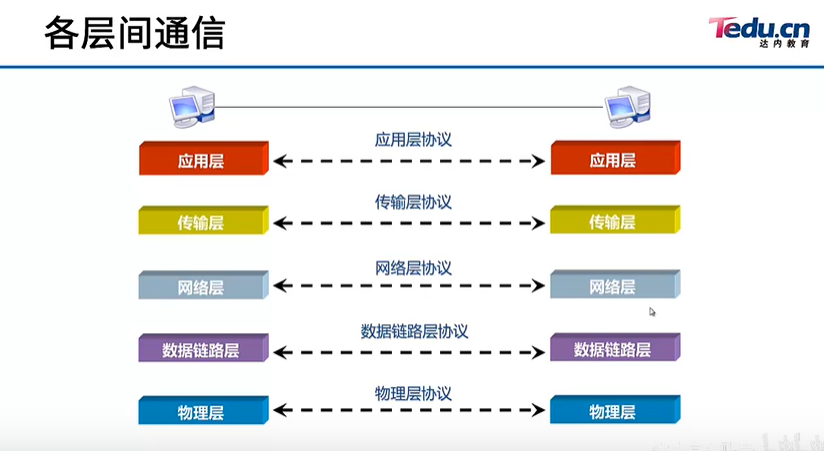 各层间通信
Tedu.cn
达内教育
应用层协议
应用层
应用层
传输层协议
传输层
传输层
网络层协议
网络层
网络层
数据链路层协议
数据链路层
数据链路层
物理层协议
物理层
物理层